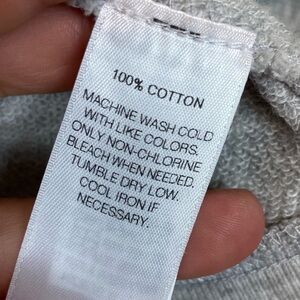 100% COTTON
MACHINE WASH COLD
WITH LIKE COLORS.
ONLY NON-CHLORINE
BLEACH WHEN NEEDED.
TUMBLE DRY LOW.
COOL IRON IF
NECESSARY.